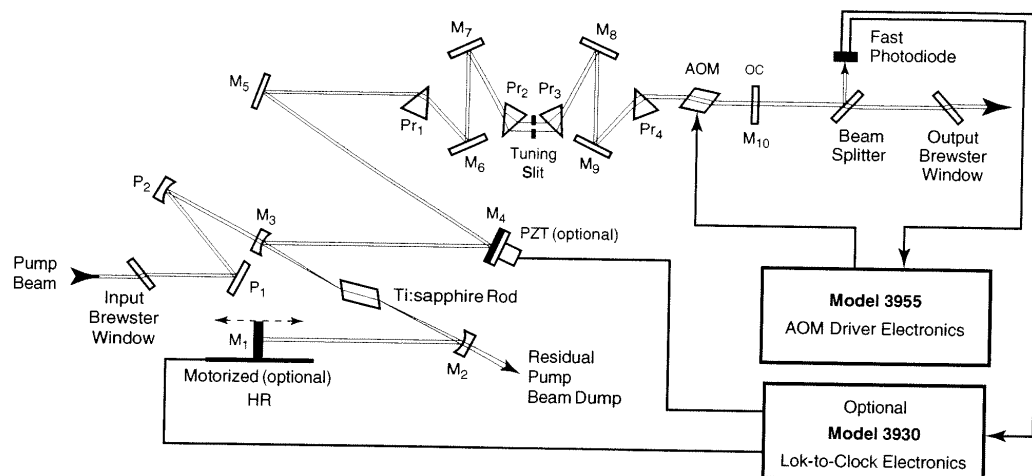 M7
M8
Fast
Photodiode
M5
Pr2
Pr3
AOM
OC
Pr1
Pr4
M6
Tuning
Slit
M9
M10
Beam
Splitter
Output
Brewster
Window
P2
M3
M4
PZT (optional)
Pump
Beam
P1
Input
Brewster
Window
Ti:sapphire Rod
M1
M2
Motorized (optional)
HR
Residual
Pump
Beam Dump
Model 3955
AOM Driver Electronics
Optional
Model 3930
Lok-to-Clock Electronics